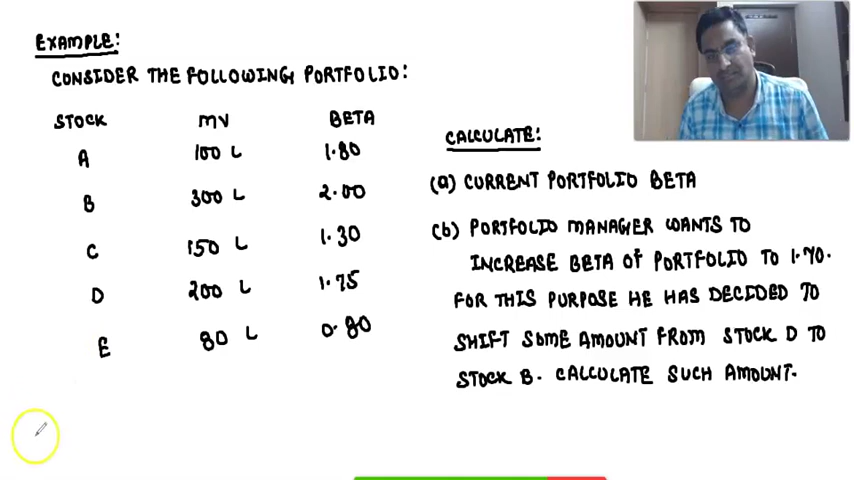 EXAMPLE:
CONSIDER THE FOLLOWING PORTFOLIO:
STOCK MV BETA
A 100 L 1.80
B 300 L 2.00
C 150 L 1.30
D 200 L 1.75
E 80 L 0.80
CALCULATE:
(a) CURRENT PORTFOLIO BETA
(b) PORTFOLIO MANAGER WANTS TO
INCREASE BETA OF PORTFOLIO TO 1.70.
FOR THIS PURPOSE HE HAS DECIDED TO
SHIFT SOME AMOUNT FROM STOCK D TO
STOCK B. CALCULATE SUCH AMOUNT.